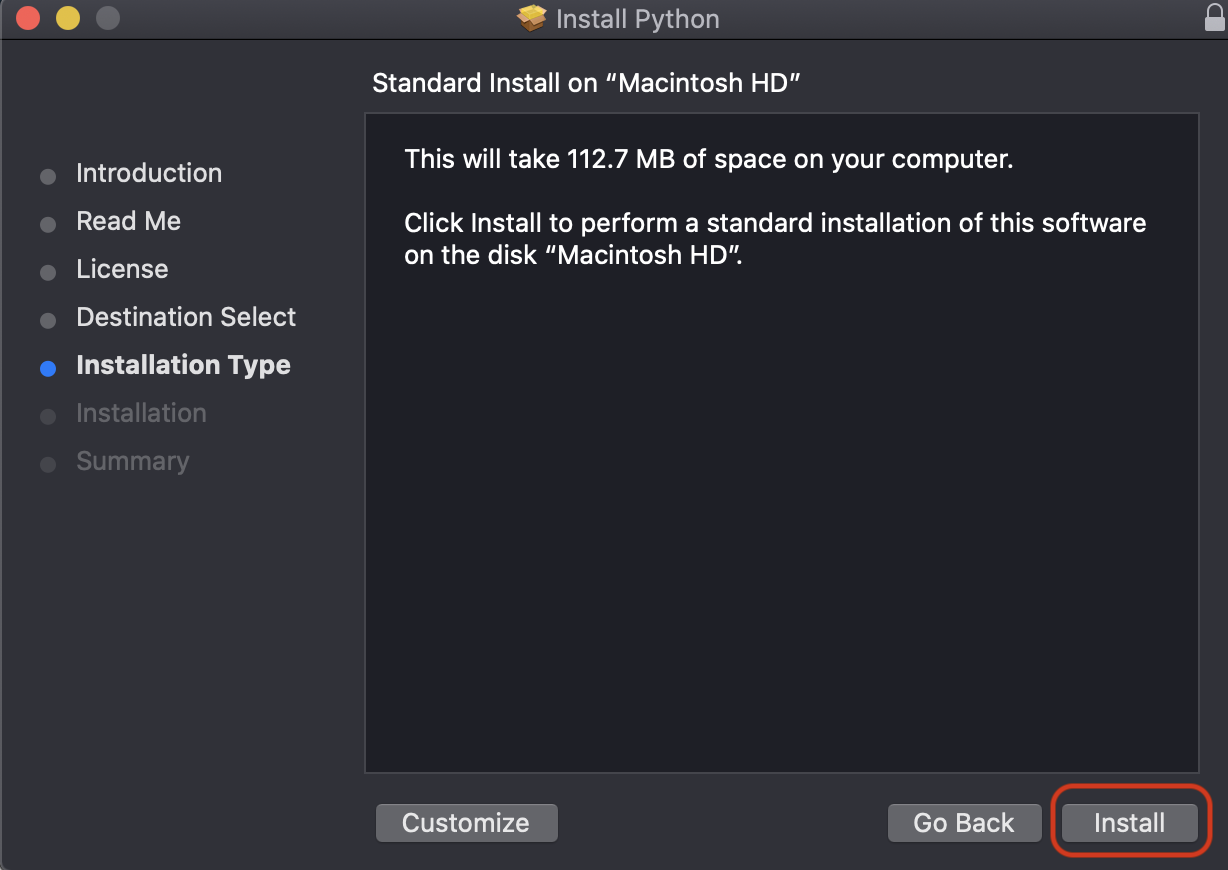 Install Python
Standard Install on “Macintosh HD”
Introduction
Read Me
License
Destination Select
Installation Type
Installation
Summary
This will take 112.7 MB of space on your computer.
Click Install to perform a standard installation of this software
on the disk “Macintosh HD”.
Customize
Go Back
Install